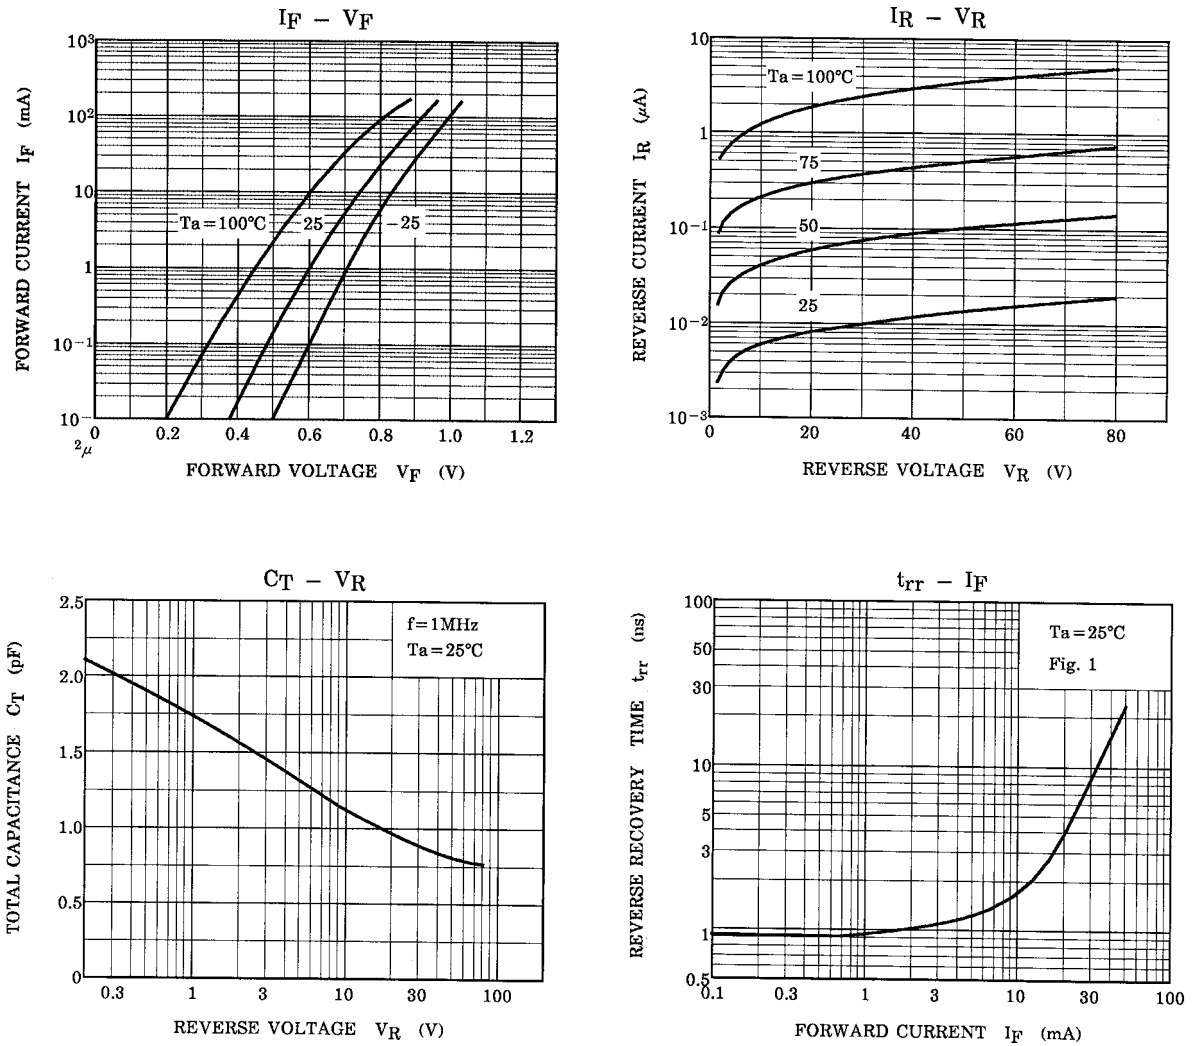 IF – VF
10³
10²
10
1
10⁻¹
10⁻
0
2μ
0.2
0.4
0.6
0.8
1.0
1.2
Ta=100°C
25
−25
FORWARD CURRENT IF (mA)
FORWARD VOLTAGE VF (V)
IR – VR
10
1
10⁻¹
10⁻²
10⁻³
0
20
40
60
80
Ta=100°C
75
50
25
REVERSE CURRENT IR (μA)
REVERSE VOLTAGE VR (V)
CT – VR
2.5
2.0
1.5
1.0
0.5
0
0.3
1
3
10
30
100
f=1MHz
Ta=25°C
TOTAL CAPACITANCE CT (pF)
REVERSE VOLTAGE VR (V)
trr – IF
100
50
30
10
5
3
1
0.5
0.1
0.3
1
3
10
30
100
Ta=25°C
Fig. 1
REVERSE RECOVERY TIME trr (ns)
FORWARD CURRENT IF (mA)